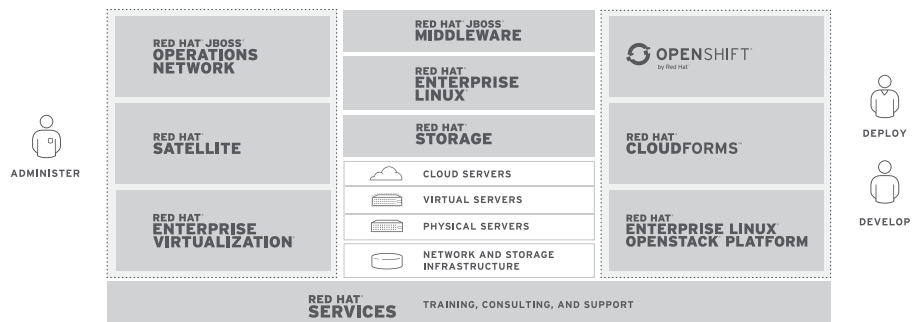 ADMINISTER
RED HAT® JBOSS®
OPERATIONS
NETWORK
RED HAT®
SATELLITE
RED HAT®
ENTERPRISE
VIRTUALIZATION
RED HAT® JBOSS®
MIDDLEWARE
RED HAT®
ENTERPRISE
LINUX®
RED HAT®
STORAGE
CLOUD SERVERS
VIRTUAL SERVERS
PHYSICAL SERVERS
NETWORK AND STORAGE
INFRASTRUCTURE
OPENSHIFT
by Red Hat®
RED HAT®
CLOUDFORMS™
RED HAT®
ENTERPRISE LINUX®
OPENSTACK® PLATFORM
DEPLOY
DEVELOP
RED HAT®
SERVICES
TRAINING, CONSULTING, AND SUPPORT